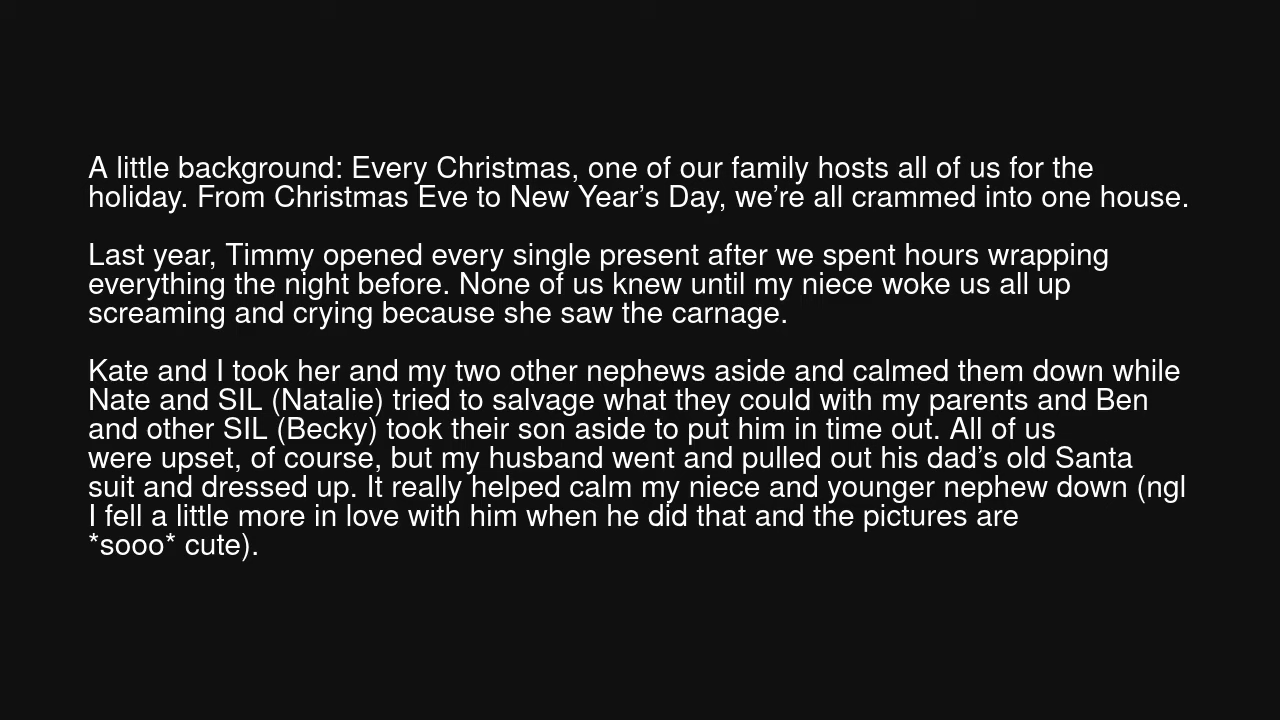 A little background: Every Christmas, one of our family hosts all of us for the
holiday. From Christmas Eve to New Year’s Day, we’re all crammed into one house.
Last year, Timmy opened every single present after we spent hours wrapping
everything the night before. None of us knew until my niece woke us all up
screaming and crying because she saw the carnage.
Kate and I took her and my two other nephews aside and calmed them down while
Nate and SIL (Natalie) tried to salvage what they could with my parents and Ben
and other SIL (Becky) took their son aside to put him in time out. All of us
were upset, of course, but my husband went and pulled out his dad’s old Santa
suit and dressed up. It really helped calm my niece and younger nephew down (ngl
I fell a little more in love with him when he did that and the pictures are
*sooo* cute).